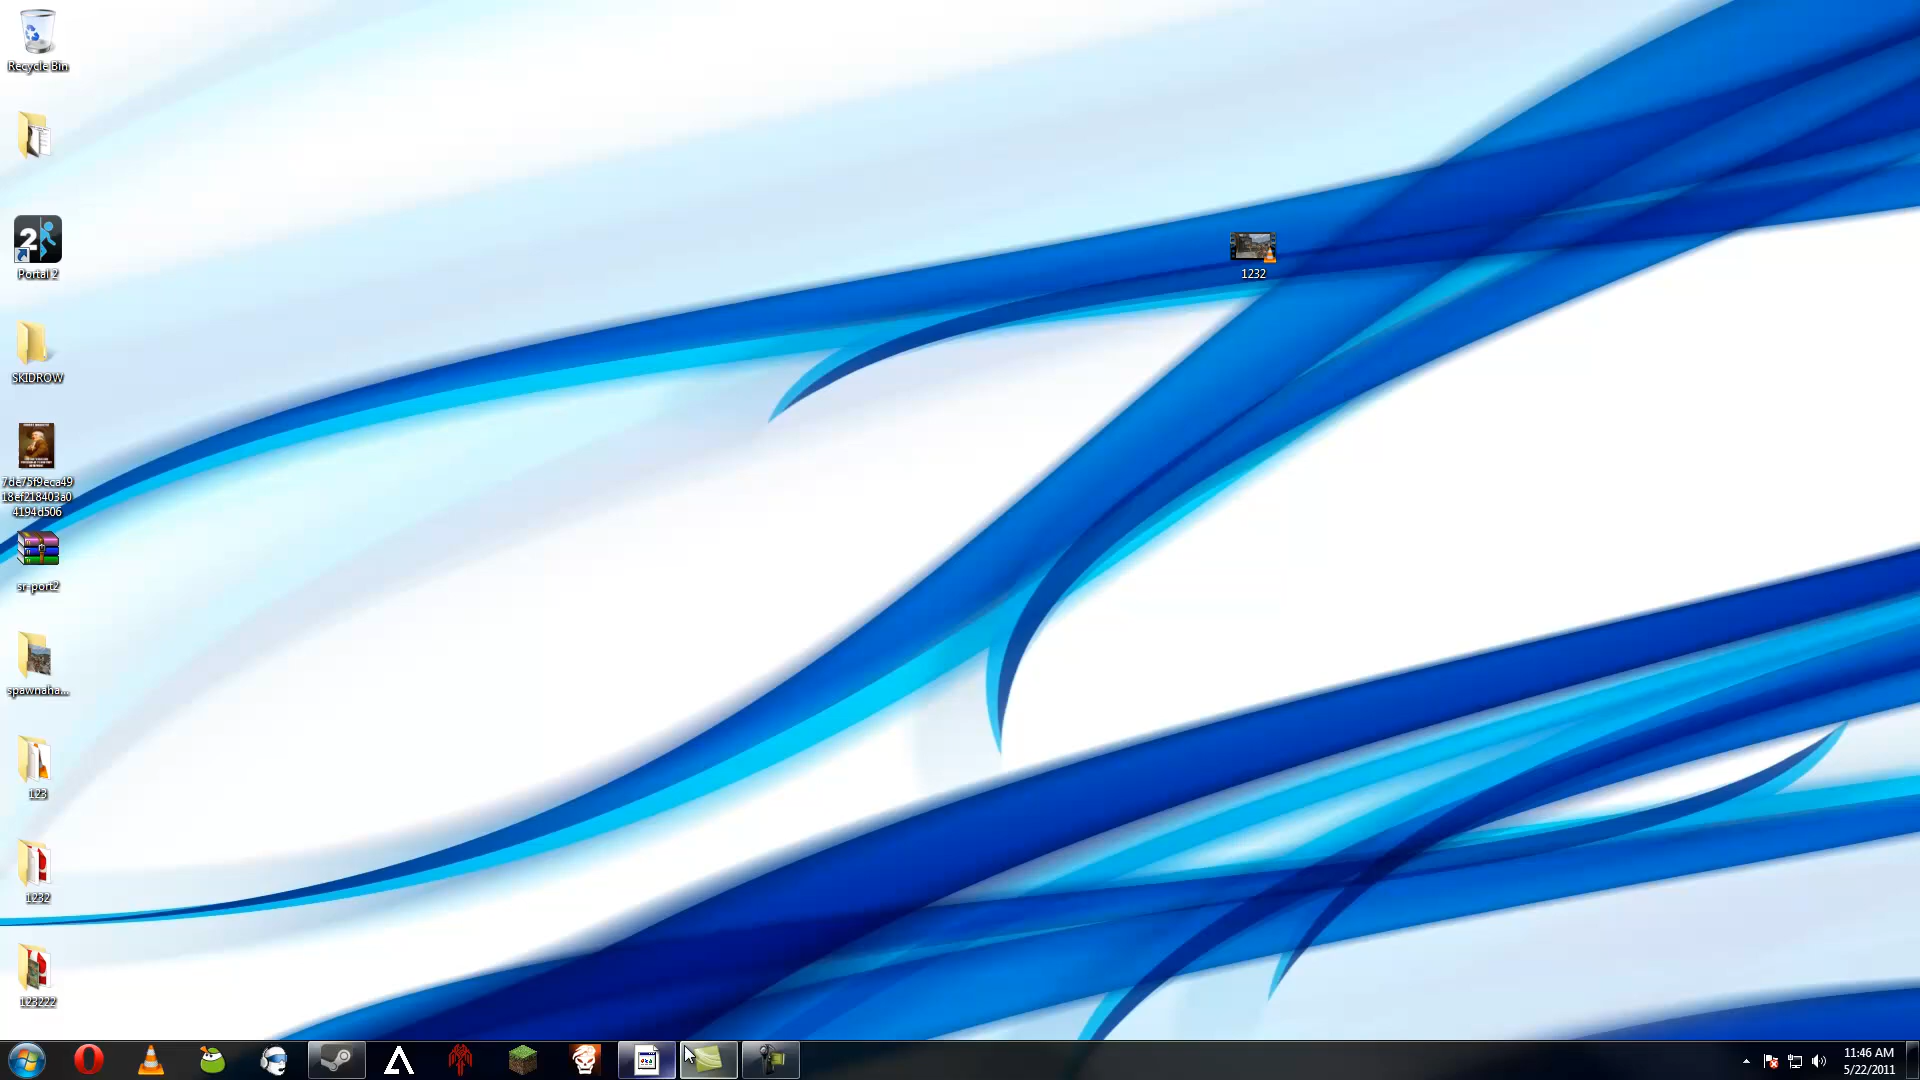 Recycle Bin
2
Portal 2
SKIDROW
7de75f9eca49
18ef218403a0
4194d506
sr-port2
spawnaha...
123
1232
123222
1232
11:46 AM
5/22/2011